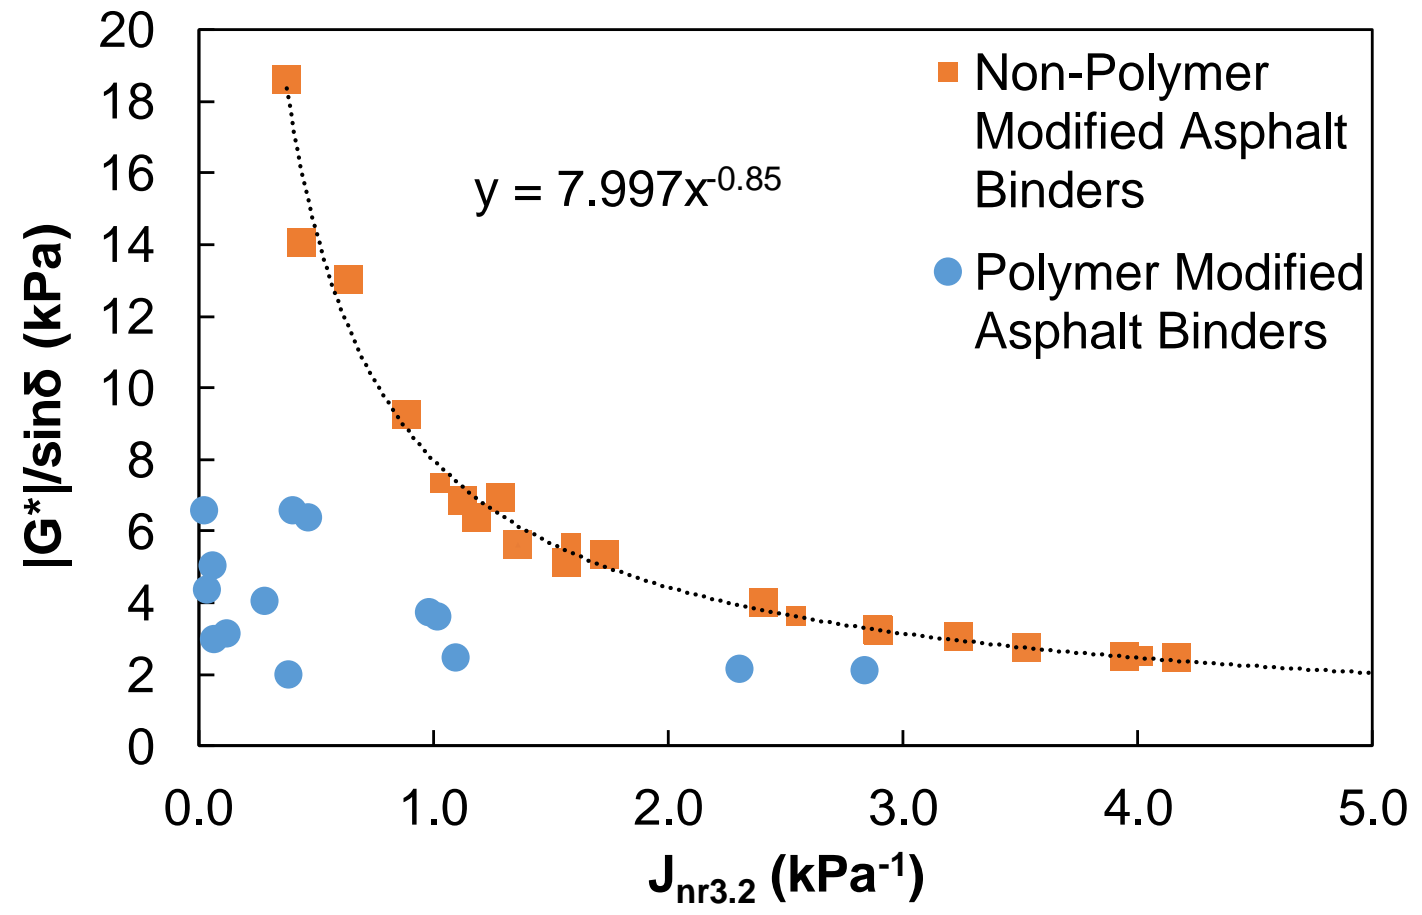 20
18
16
14
12
10
8
6
4
2
0
|G*|/sinδ (kPa)
y = 7.997x-0.85
Non-Polymer
Modified Asphalt
Binders
Polymer Modified
Asphalt Binders
0.0 1.0 2.0 3.0 4.0 5.0
Jnr3.2 (kPa-1)